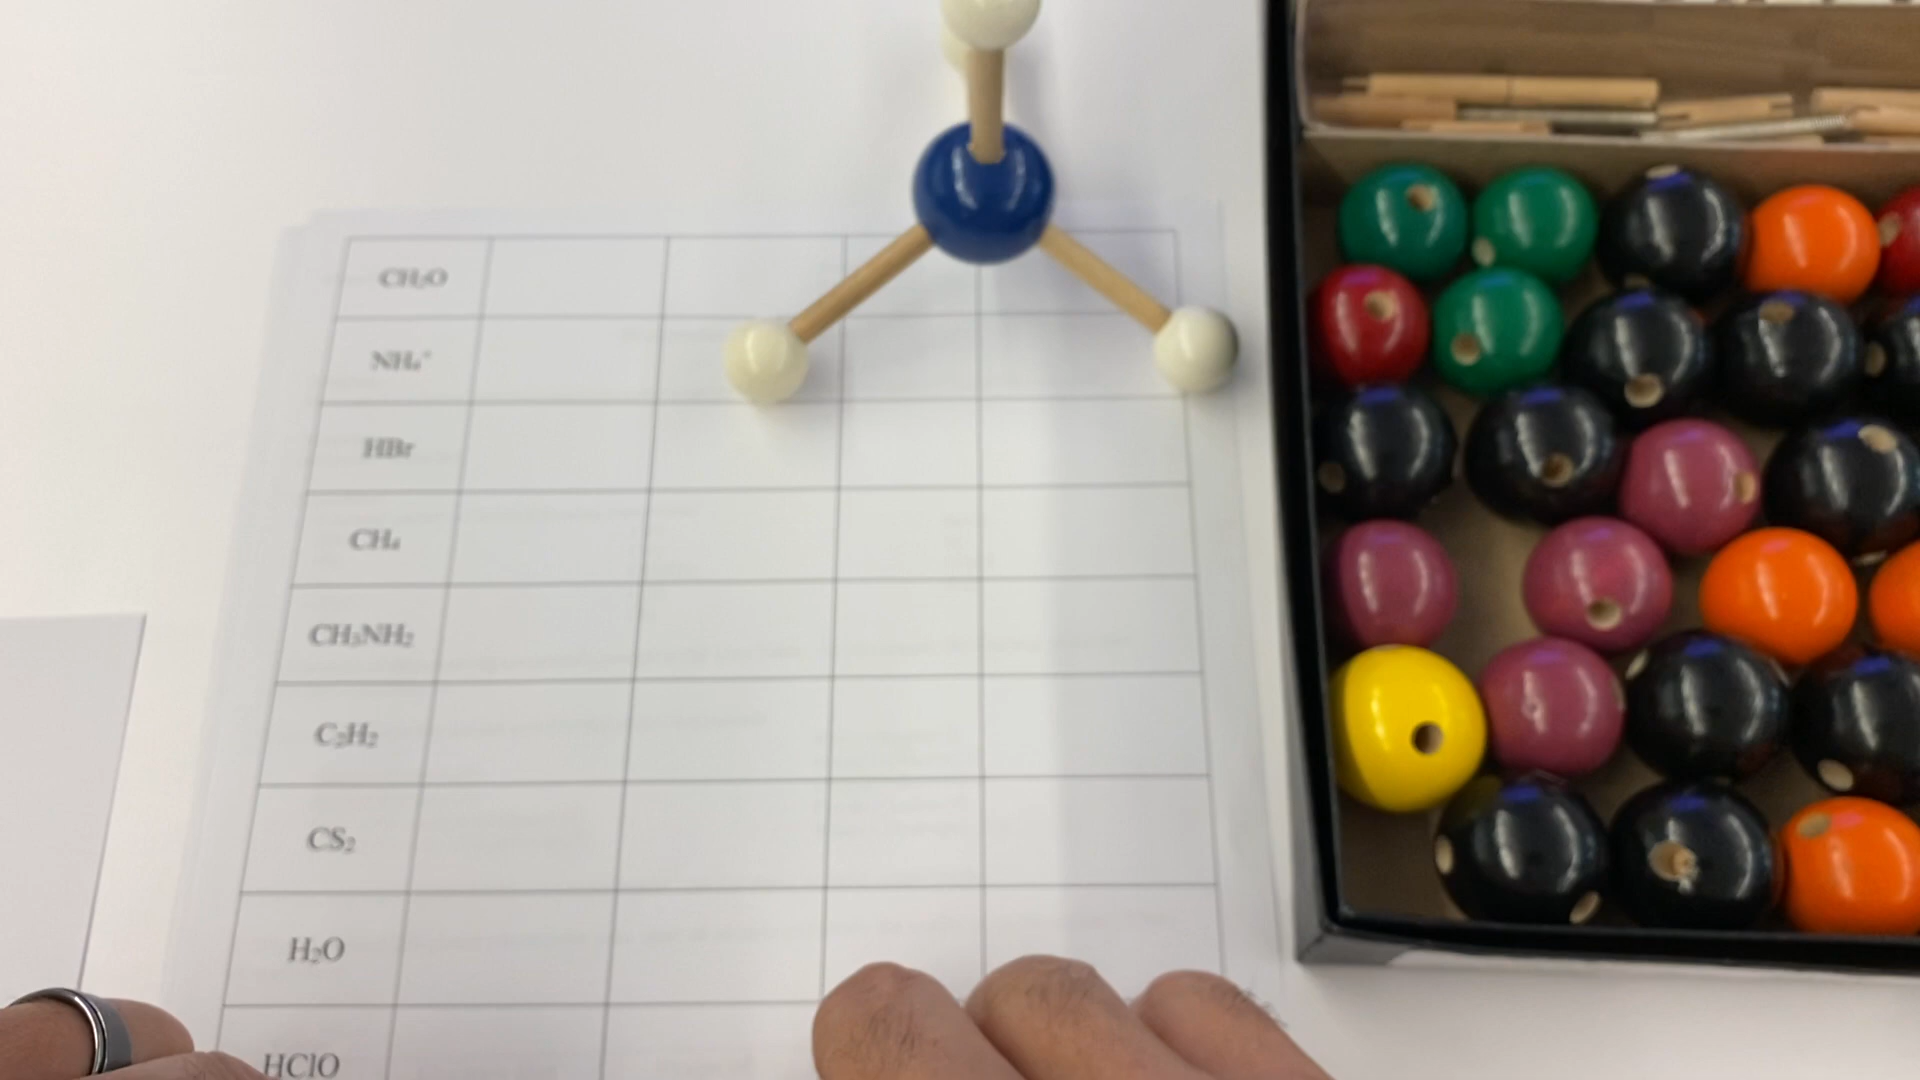 CH₂O
NH₄⁺
HBr
CH₄
CH₃NH₂
C₂H₂
CS₂
H₂O
HClO